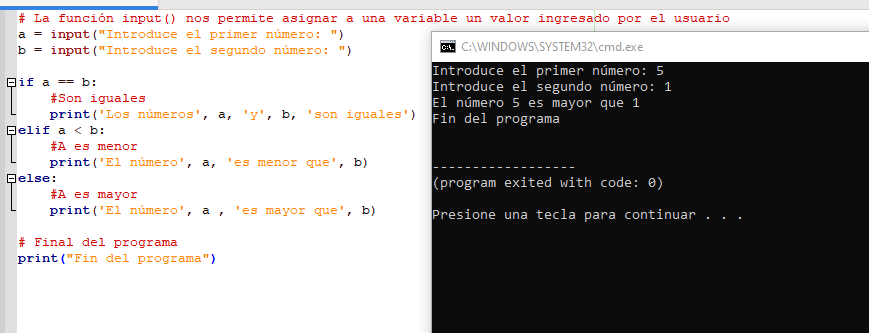 # La función input() nos permite asignar a una variable un valor ingresado por el usuario
a = input("Introduce el primer número: ")
b = input("Introduce el segundo número: ")
if a == b:
#Son iguales
print('Los números', a, 'y', b, 'son iguales')
elif a < b:
#A es menor
print('El número', a, 'es menor que', b)
else:
#A es mayor
print('El número', a , 'es mayor que', b)
# Final del programa
print("Fin del programa")
C:\WINDOWS\SYSTEM32\cmd.exe
Introduce el primer número: 5
Introduce el segundo número: 1
El número 5 es mayor que 1
Fin del programa
------------------
(program exited with code: 0)
Presione una tecla para continuar . . .